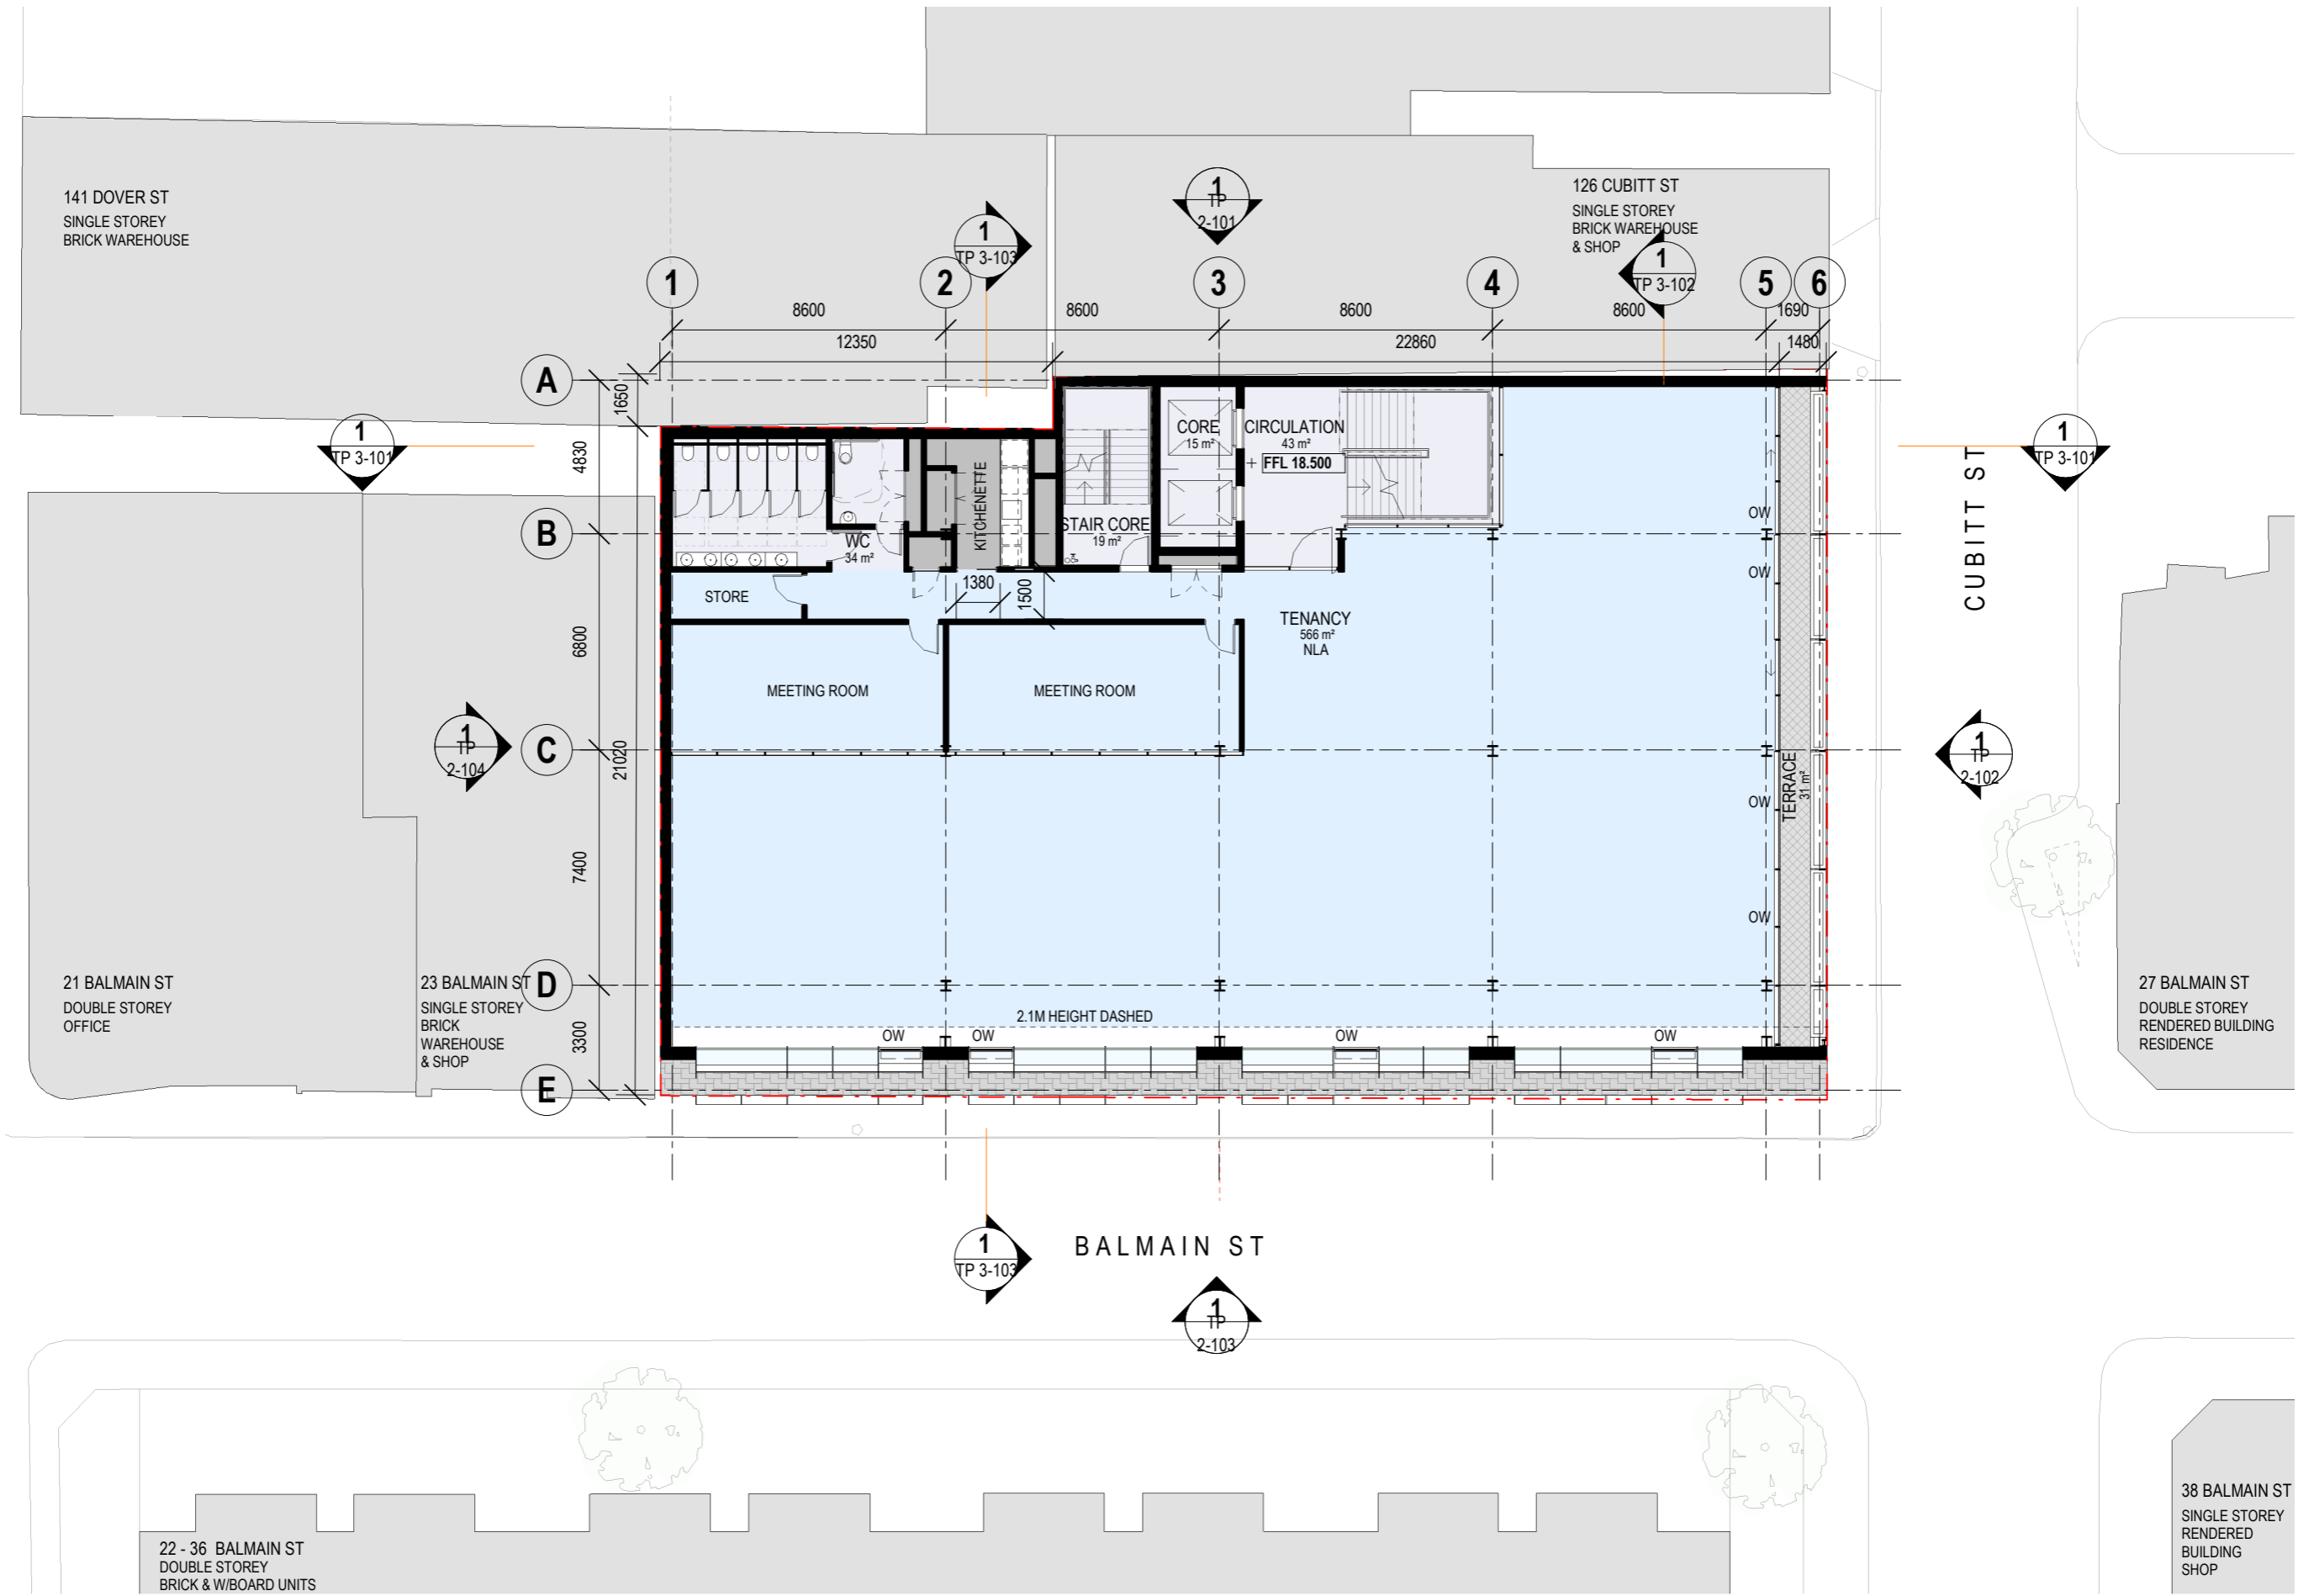 141 DOVER ST
SINGLE STOREY
BRICK WAREHOUSE
126 CUBITT ST
SINGLE STOREY
BRICK WAREHOUSE
& SHOP
1
TP
2-101
1
TP 3-103
1
TP 3-102
1
2
3
4
5
6
8600
8600
8600
8600
1690
12350
22860
1480
A
B
C
D
E
1650
4830
6800
21020
7400
3300
1
TP 3-101
1
TP 3-101
CUBITT ST
CORE
15 m²
CIRCULATION
43 m²
+ FFL 18.500
KITCHENETTE
STAIR CORE
19 m²
WC
34 m²
OW
OW
STORE
1380
1500
TENANCY
566 m²
NLA
MEETING ROOM
MEETING ROOM
1
TP
2-104
1
TP
2-102
TERRACE
31 m²
OW
OW
2.1M HEIGHT DASHED
OW
OW
OW
OW
21 BALMAIN ST
DOUBLE STOREY
OFFICE
23 BALMAIN ST
SINGLE STOREY
BRICK
WAREHOUSE
& SHOP
27 BALMAIN ST
DOUBLE STOREY
RENDERED BUILDING
RESIDENCE
1
TP 3-103
BALMAIN ST
1
TP
2-103
22 - 36 BALMAIN ST
DOUBLE STOREY
BRICK & W/BOARD UNITS
38 BALMAIN ST
SINGLE STOREY
RENDERED
BUILDING
SHOP